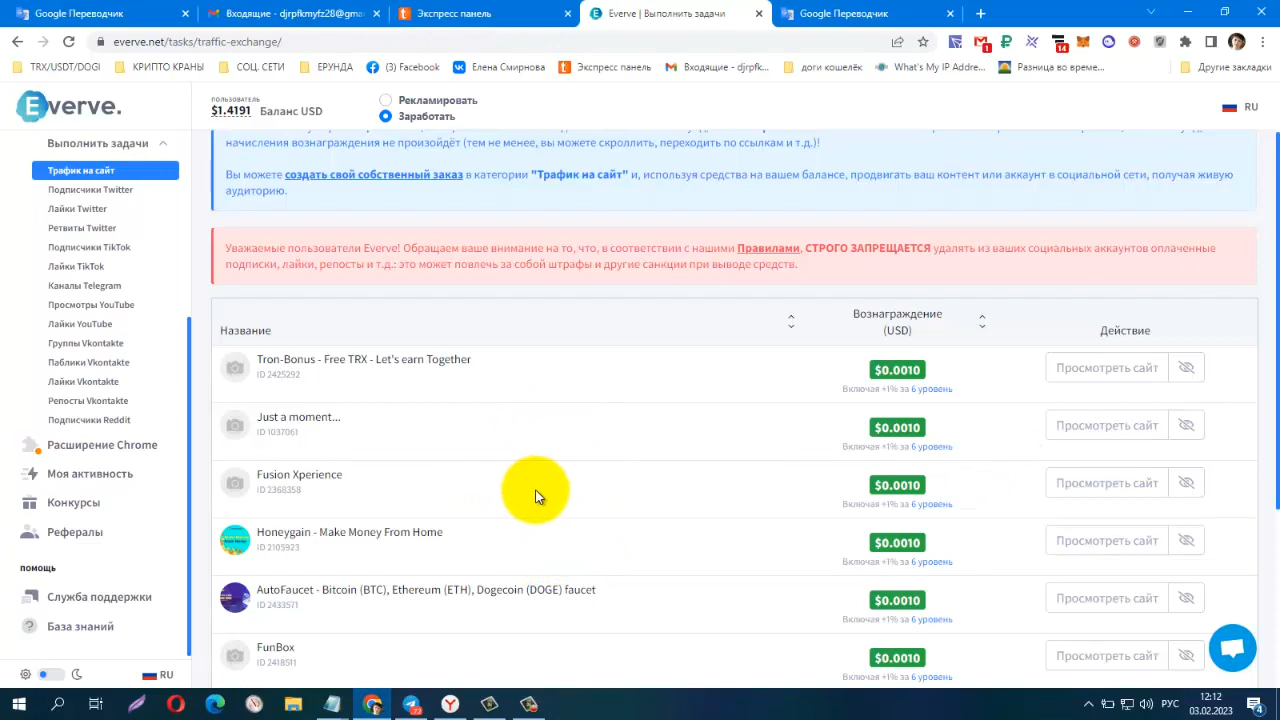 Google Переводчик
Входящие - djrpfkmyfz28@gmai
Экспресс панель
Everve | Выполнить задачи
Google Переводчик
everve.net/tasks/traffic-exchange/
1
14
TRX/USDT/DOGI
КРИПТО КРАНЫ
СОЦ. СЕТИ
ЕРУНДА
(3) Facebook
Елена Смирнова
Экспресс панель
Входящие - djrpfk...
доги кошелёк
What's My IP Addre...
Разница во време...
Другие закладки
Everve.
ПОЛЬЗОВАТЕЛЬ
$1.4191 Баланс USD
Рекламировать
Заработать
RU
Выполнить задачи
Трафик на сайт
Подписчики Twitter
Лайки Twitter
Ретвиты Twitter
Подписчики TikTok
Лайки TikTok
Каналы Telegram
Просмотры YouTube
Лайки YouTube
Группы Vkontakte
Паблики Vkontakte
Лайки Vkontakte
Репосты Vkontakte
Подписчики Reddit
Расширение Chrome
Моя активность
Конкурсы
Рефералы
ПОМОЩЬ
Служба поддержки
База знаний
RU
начисления вознаграждения не произойдёт (тем не менее, вы можете скроллить, переходить по ссылкам и т.д.)!
Вы можете создать свой собственный заказ в категории "Трафик на сайт" и, используя средства на вашем балансе, продвигать ваш контент или аккаунт в социальной сети, получая живую
аудиторию.
Уважаемые пользователи Everve! Обращаем ваше внимание на то, что, в соответствии с нашими Правилами, СТРОГО ЗАПРЕЩАЕТСЯ удалять из ваших социальных аккаунтов оплаченные
подписки, лайки, репосты и т.д.: это может повлечь за собой штрафы и другие санкции при выводе средств.
Название
Вознаграждение
(USD)
Действие
Tron-Bonus - Free TRX - Let's earn Together
ID 2425292
$0.0010
Включая +1% за 6 уровень
Просмотреть сайт
Just a moment...
ID 1037061
$0.0010
Включая +1% за 6 уровень
Просмотреть сайт
Fusion Xperience
ID 2368358
$0.0010
Включая +1% за 6 уровень
Просмотреть сайт
Honeygain - Make Money From Home
ID 2105923
$0.0010
Включая +1% за 6 уровень
Просмотреть сайт
AutoFaucet - Bitcoin (BTC), Ethereum (ETH), Dogecoin (DOGE) faucet
ID 2433571
$0.0010
Включая +1% за 6 уровень
Просмотреть сайт
FunBox
ID 2418511
$0.0010
Включая +1% за 6 уровень
Просмотреть сайт
РУС
12:12
03.02.2023
4